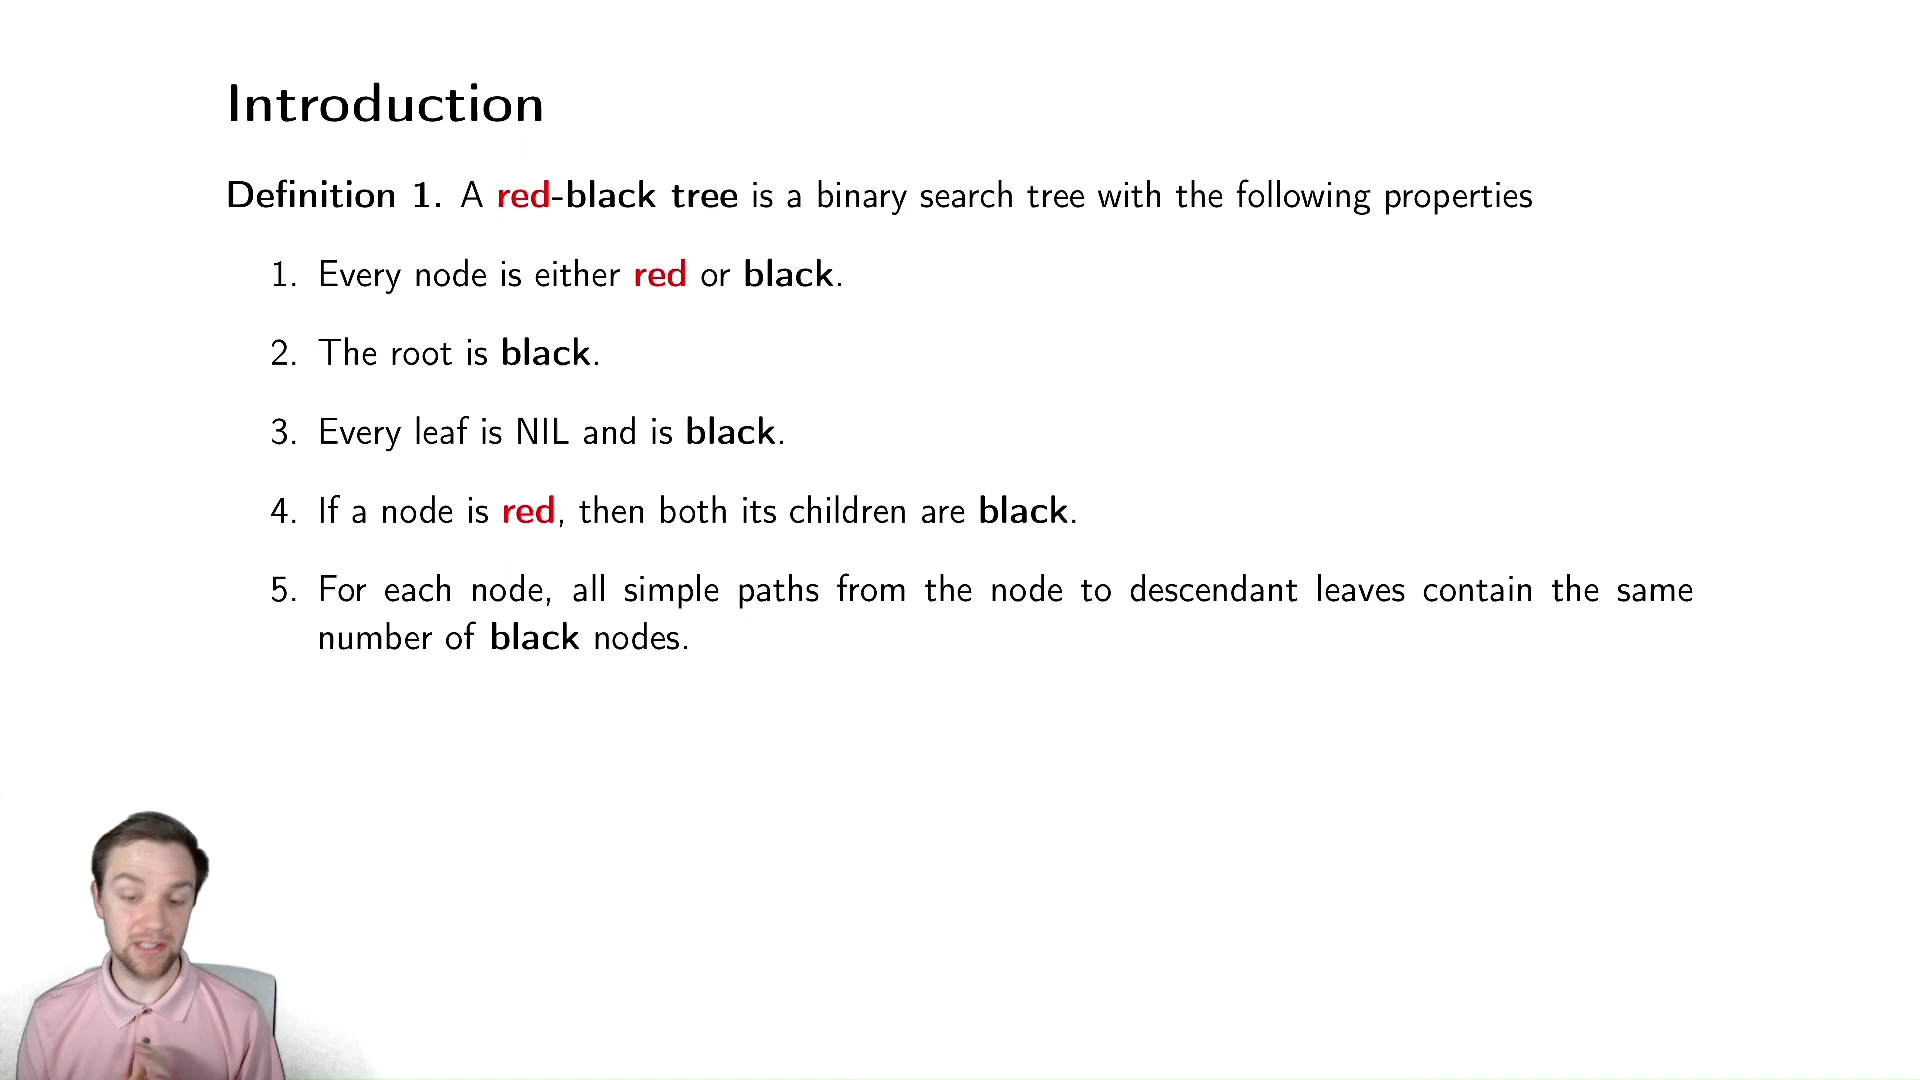 Introduction
Definition 1. A red-black tree is a binary search tree with the following properties
1. Every node is either red or black.
2. The root is black.
3. Every leaf is NIL and is black.
4. If a node is red, then both its children are black.
5. For each node, all simple paths from the node to descendant leaves contain the same
number of black nodes.